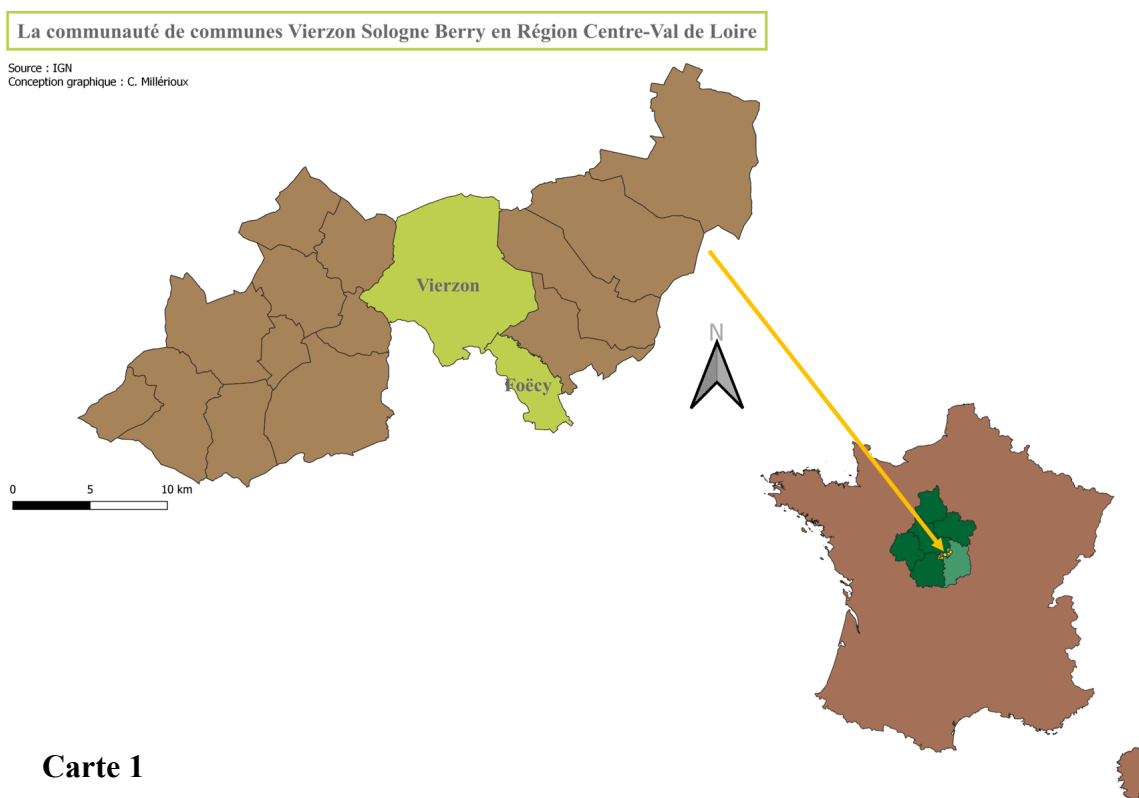 La communauté de communes Vierzon Sologne Berry en Région Centre-Val de Loire
Source : IGN
Conception graphique : C. Millérioux
Vierzon
N
Foëcy
0 5 10 km
Carte 1